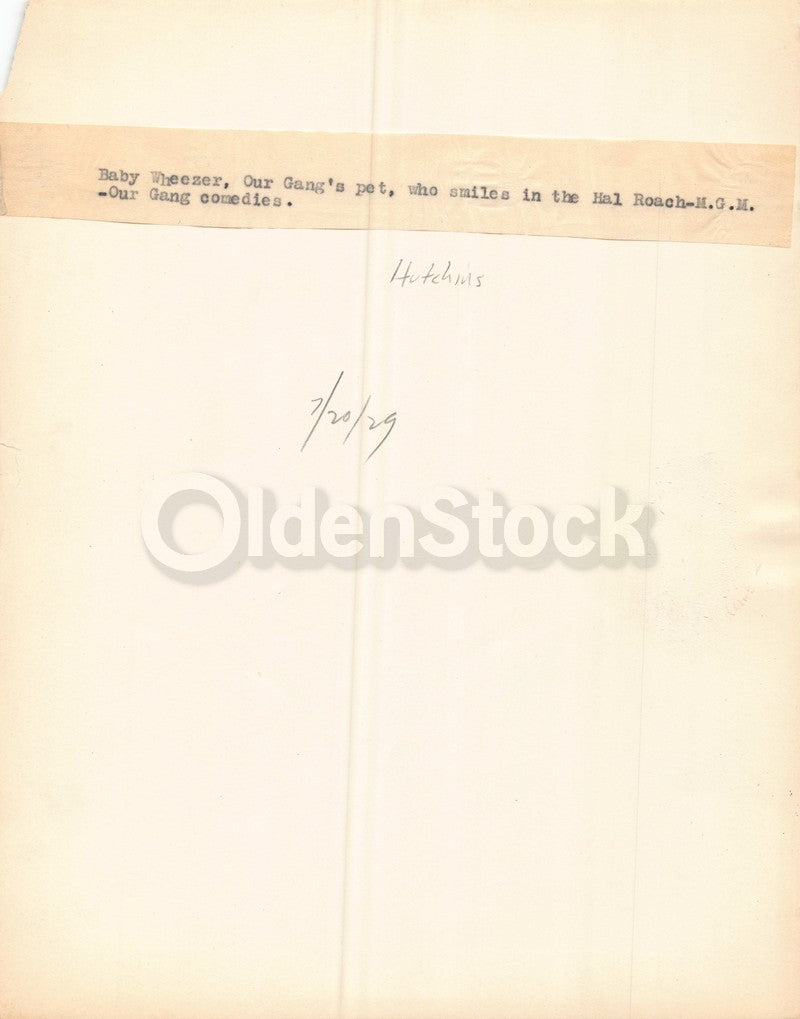 Baby Wheezer, Our Gang's pet, who smiles in the Hal Roach-M.G.M.
-Our Gang comedies.
Hutchins
7/20/29
OldenStock